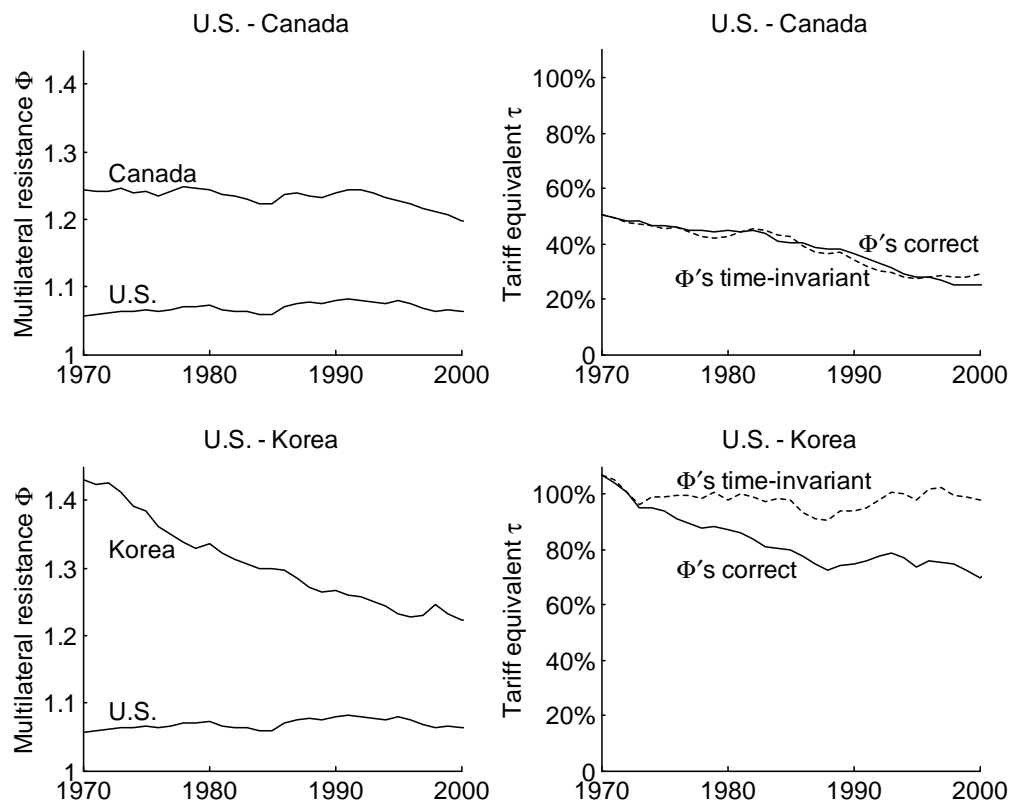 U.S. - Canada
Multilateral resistance Φ
1.4
1.3
1.2
1.1
1
Canada
U.S.
1970
1980
1990
2000
U.S. - Canada
Tariff equivalent τ
100%
80%
60%
40%
20%
0
Φ′s correct
Φ′s time-invariant
1970
1980
1990
2000
U.S. - Korea
Multilateral resistance Φ
1.4
1.3
1.2
1.1
1
Korea
U.S.
1970
1980
1990
2000
U.S. - Korea
Tariff equivalent τ
100%
80%
60%
40%
20%
0
Φ′s time-invariant
Φ′s correct
1970
1980
1990
2000